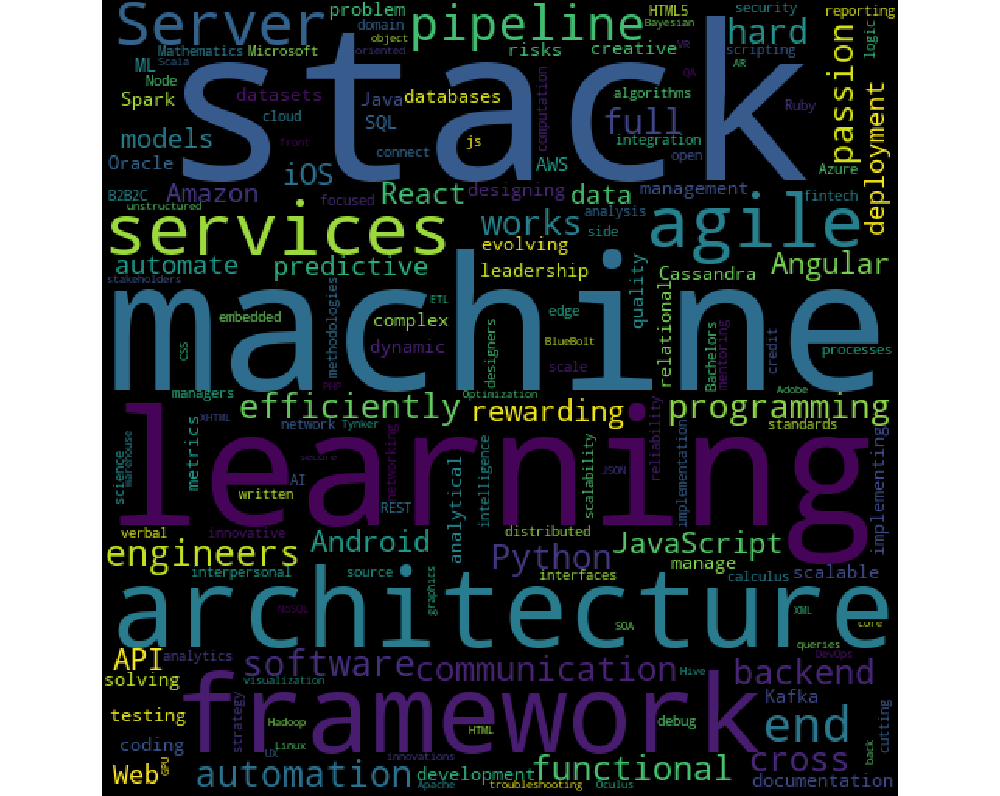 Server
problem
pipeline
HTML5
security
reporting
domain
Bayesian
hard
object
logic
stack
Mathematics
Microsoft
oriented
risks
creative
VR
scripting
passion
ML
Scala
AR
Node
QA
Spark
datasets
Java
databases
computation
algorithms
Ruby
deployment
cloud
SQL
full
models
front
js
integration
Oracle
connect
AWS
open
Azure
iOS
B2B2C
Amazon
focused
React
designing
data
management
fintech
unstructured
services
works
analysis
agile
side
evolving
automate
predictive
leadership
quality
Cassandra
Angular
stakeholders
machine
methodologies
ETL
embedded
complex
edge
relational
designers
Bachelors
mentoring
credit
CSS
dynamic
BlueBolt
processes
scale
PHP
managers
Optimization
Adobe
efficiently
rewarding
programming
learning
XHTML
network
Tynker
reliability
standards
metrics
networking
science
warehouse
analytical
intelligence
scalability
implementation
implementing
JSON
AI
written
REST
verbal
innovative
distributed
engineers
Android
Python
JavaScript
manage
interpersonal
source
interfaces
calculus
scalable
architecture
graphics
NoSQL
XML
SOA
core
queries
API
analytics
software
communication
DevOps
Hive
backend
solving
visualization
framework
Kafka
testing
strategy
Hadoop
debug
end
cutting
HTML
coding
Linux
UX
innovations
cross
back
Web
GPU
automation
development
functional
documentation
Apache
troubleshooting
Oculus